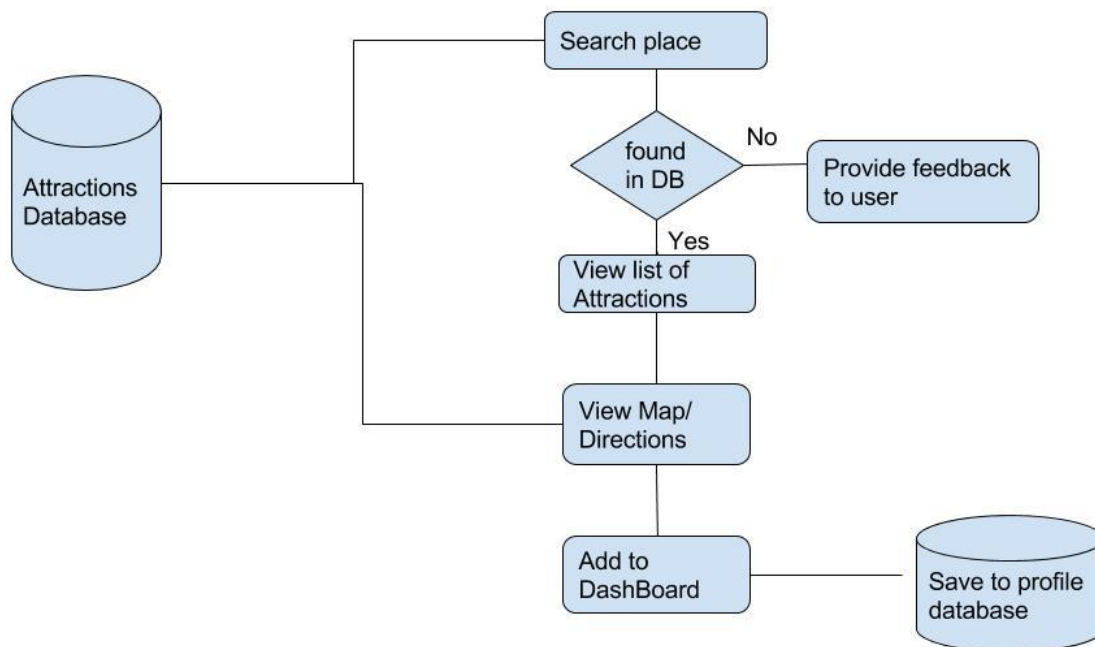 Search place
Attractions
Database
found
in DB
No
Provide feedback
to user
Yes
View list of
Attractions
View Map/
Directions
Add to
DashBoard
Save to profile
database